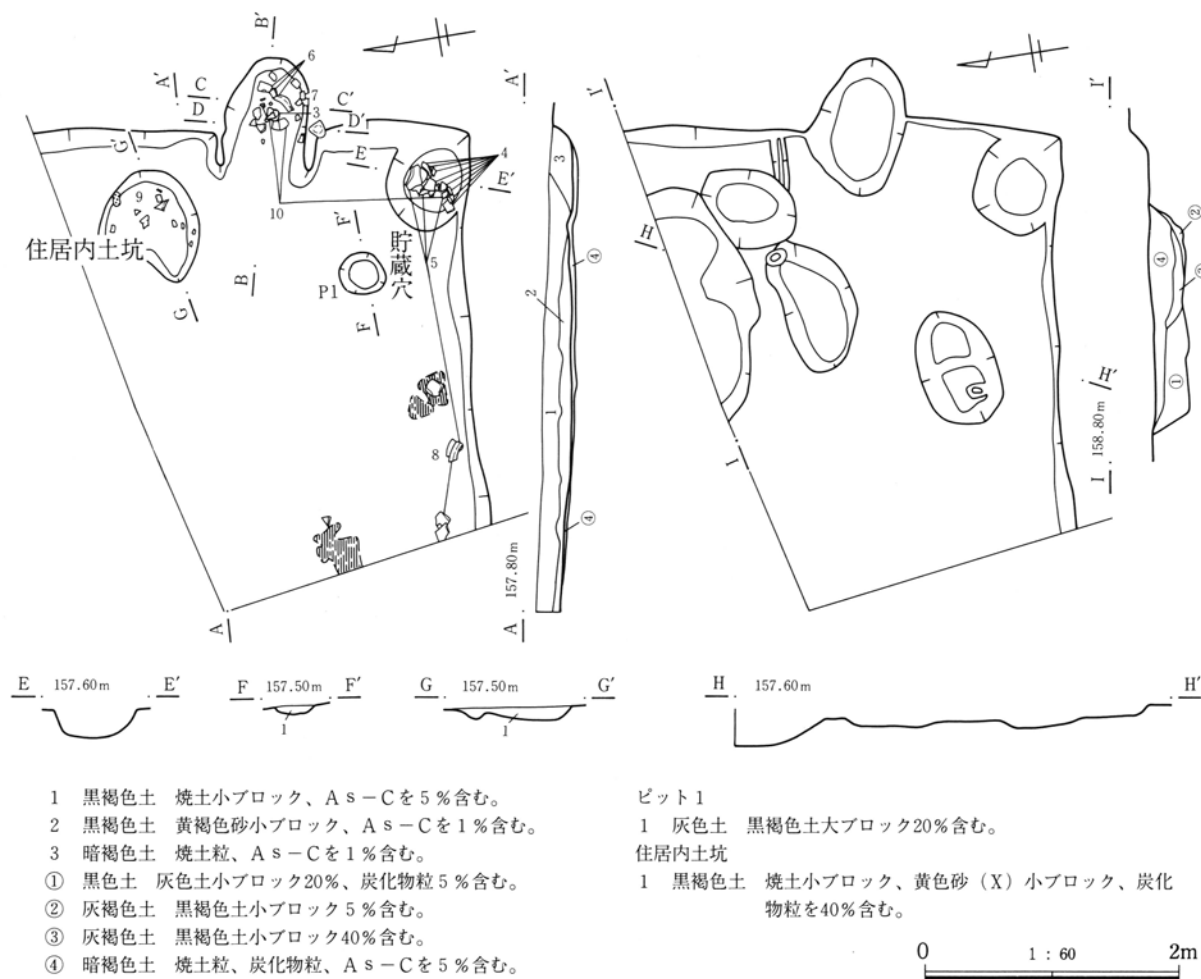 B′
6
A′
C
D
7
C′
3
D′
G′
E
4
E′
9
10
住居内土坑
F′
貯蔵穴
5
B
P1
G
F
8
A
A′
3
④
2
1
④
157.80m
A
I′
I′
H
②
④
③
①
H′
I
158.80m
I
E 157.60m E′ F 157.50m F′ G 157.50m G′ H 157.60m H′
1 1
1 黒褐色土 焼土小ブロック、As-Cを5%含む。
2 黒褐色土 黄褐色砂小ブロック、As-Cを1%含む。
3 暗褐色土 焼土粒、As-Cを1%含む。
① 黒色土 灰色土小ブロック20%、炭化物粒5%含む。
② 灰褐色土 黒褐色土小ブロック5%含む。
③ 灰褐色土 黒褐色土小ブロック40%含む。
④ 暗褐色土 焼土粒、炭化物粒、As-Cを5%含む。
ピット1
1 灰色土 黒褐色土大ブロック20%含む。
住居内土坑
1 黒褐色土 焼土小ブロック、黄色砂(X)小ブロック、炭化
物粒を40%含む。
0 1:60 2m